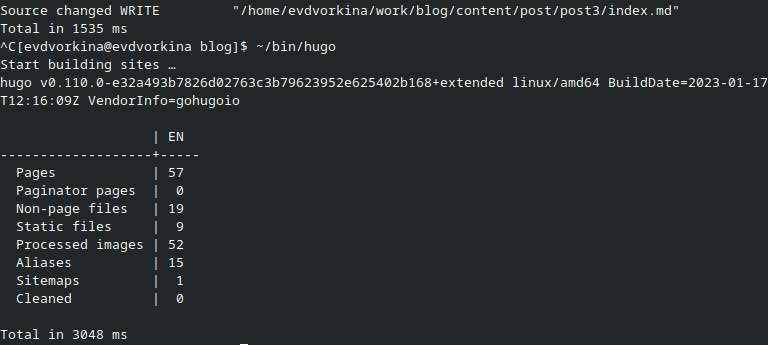 Source changed WRITE         "/home/evdvorkina/work/blog/content/post/post3/index.md"
Total in 1535 ms
^C[evdvorkina@evdvorkina blog]$ ~/bin/hugo
Start building sites …
hugo v0.110.0-e32a493b7826d02763c3b79623952e625402b168+extended linux/amd64 BuildDate=2023-01-17
T12:16:09Z VendorInfo=gohugoio

                   | EN
-------------------+-----
  Pages            | 57
  Paginator pages  |  0
  Non-page files   | 19
  Static files     |  9
  Processed images | 52
  Aliases          | 15
  Sitemaps         |  1
  Cleaned          |  0

Total in 3048 ms